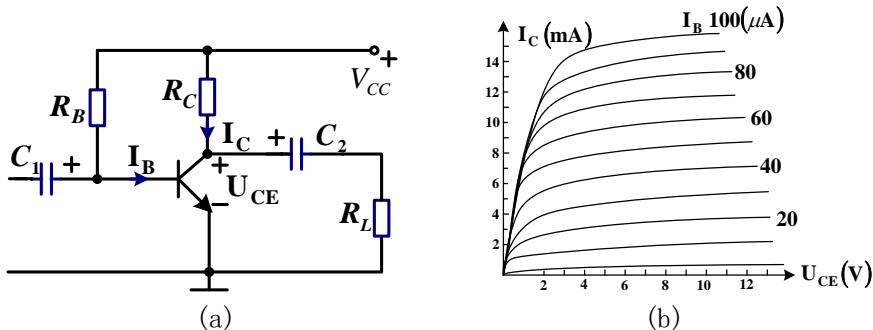 V_CC
R_B
R_C
I_C
C_2
C_1
I_B
U_CE
R_L
(a)
I_C (mA)
I_B 100 (μA)
14
12
10
8
6
4
2
80
60
40
20
2 4 6 8 10 12
U_CE (V)
(b)